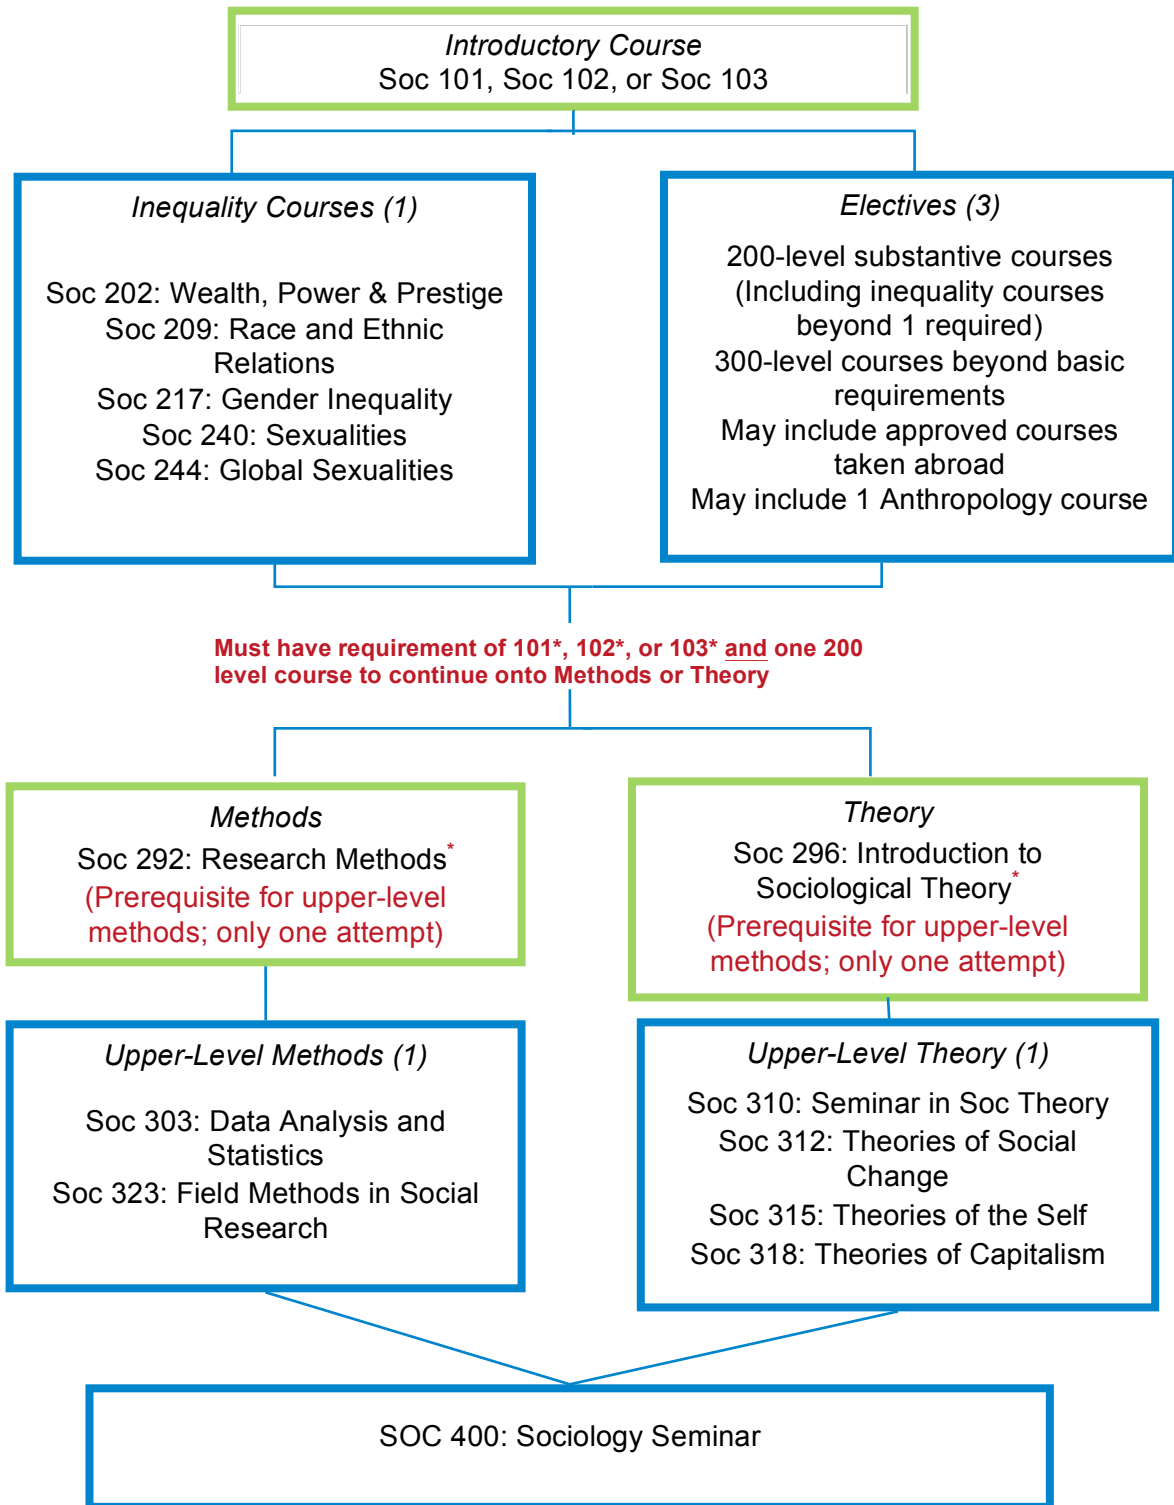 Introductory Course
Soc 101, Soc 102, or Soc 103
Inequality Courses (1)
Soc 202: Wealth, Power & Prestige
Soc 209: Race and Ethnic
Relations
Soc 217: Gender Inequality
Soc 240: Sexualities
Soc 244: Global Sexualities
Electives (3)
200-level substantive courses
(Including inequality courses
beyond 1 required)
300-level courses beyond basic
requirements
May include approved courses
taken abroad
May include 1 Anthropology course
Must have requirement of 101*, 102*, or 103* and one 200
level course to continue onto Methods or Theory
Methods
Soc 292: Research Methods*
(Prerequisite for upper-level
methods; only one attempt)
Theory
Soc 296: Introduction to
Sociological Theory*
(Prerequisite for upper-level
methods; only one attempt)
Upper-Level Methods (1)
Soc 303: Data Analysis and
Statistics
Soc 323: Field Methods in Social
Research
Upper-Level Theory (1)
Soc 310: Seminar in Soc Theory
Soc 312: Theories of Social
Change
Soc 315: Theories of the Self
Soc 318: Theories of Capitalism
SOC 400: Sociology Seminar